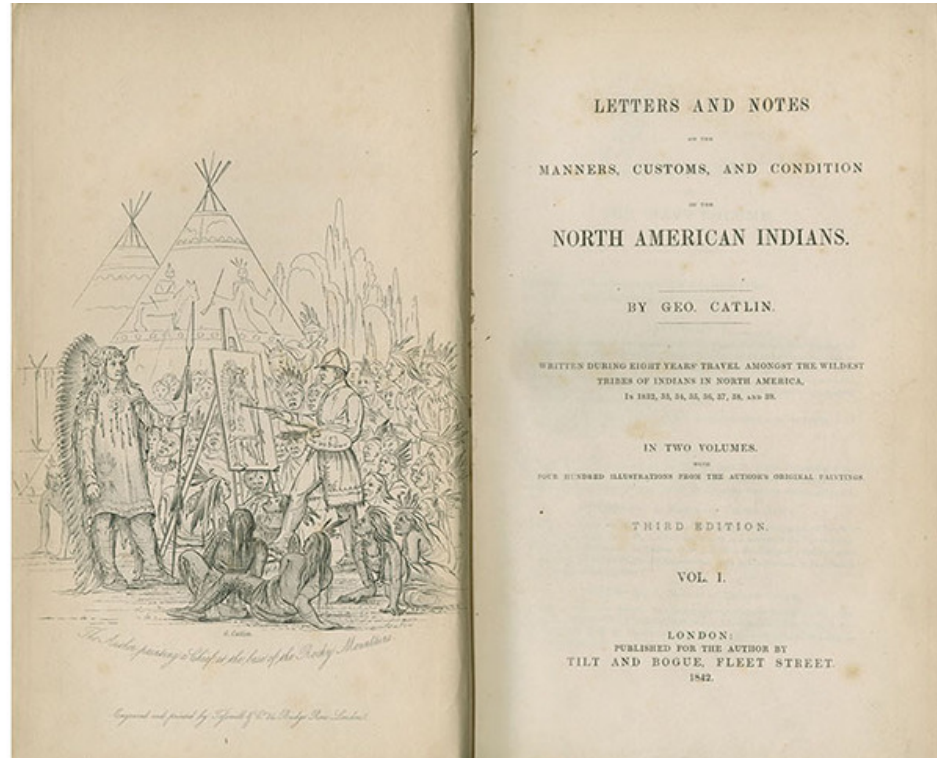 G. Catlin
The Author painting a Chief at the base of the Rocky Mountains.
Engraved and printed by
LETTERS AND NOTES
ON THE
MANNERS, CUSTOMS, AND CONDITION
OF THE
NORTH AMERICAN INDIANS.
BY GEO. CATLIN.
WRITTEN DURING EIGHT YEARS' TRAVEL AMONGST THE WILDEST
TRIBES OF INDIANS IN NORTH AMERICA,
IN 1832, 33, 34, 35, 36, 37, 38, AND 39.
IN TWO VOLUMES.
WITH
FOUR HUNDRED ILLUSTRATIONS FROM THE AUTHOR'S ORIGINAL PAINTINGS.
THIRD EDITION.
VOL. I.
LONDON:
PUBLISHED FOR THE AUTHOR BY
TILT AND BOGUE, FLEET STREET.
1842.